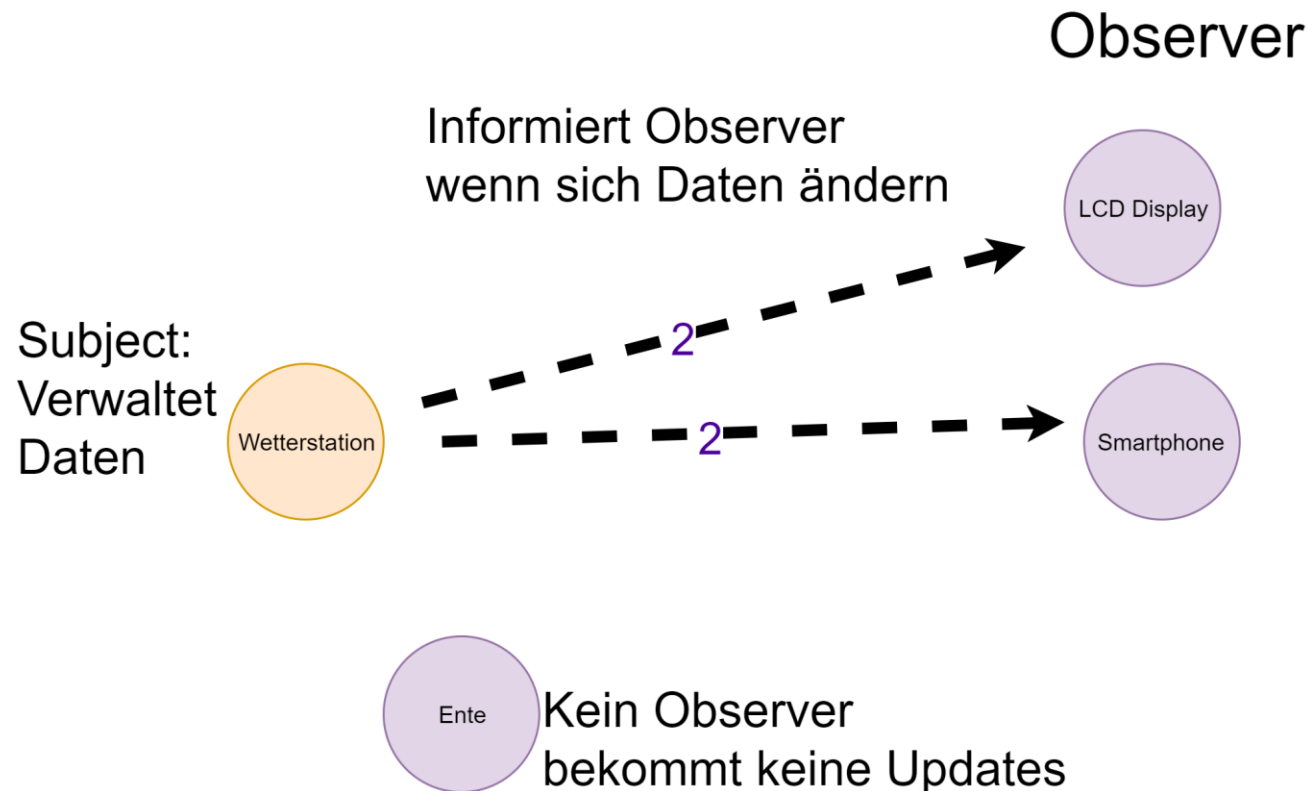 Observer
Informiert Observer
wenn sich Daten ändern
LCD Display
2
Subject:
Verwaltet
Daten
Wetterstation
2
Smartphone
Ente
Kein Observer
bekommt keine Updates